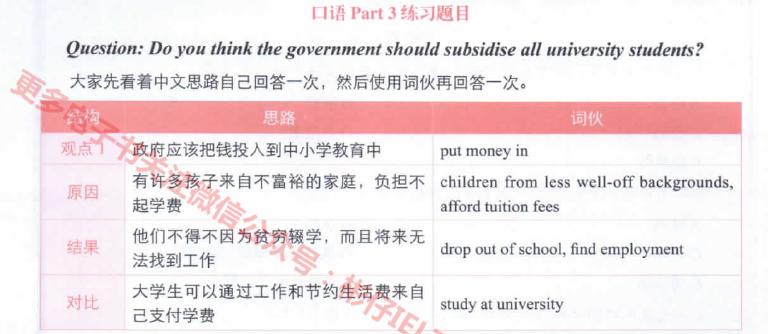 口语 Part 3 练习题目
Question: Do you think the government should subsidise all university students?
大家先看着中文思路自己回答一次，然后使用词伙再回答一次。
结构 思路 词伙
观点 1 政府应该把钱投入到中小学教育中 put money in
原因 有许多孩子来自不富裕的家庭，负担不
起学费 children from less well-off backgrounds,
afford tuition fees
结果 他们不得不因为贫穷辍学，而且将来无
法找到工作 drop out of school, find employment
对比 大学生可以通过工作和节约生活费来自
己支付学费 study at university
更多电子书关注微信公众号：彬仔IEL